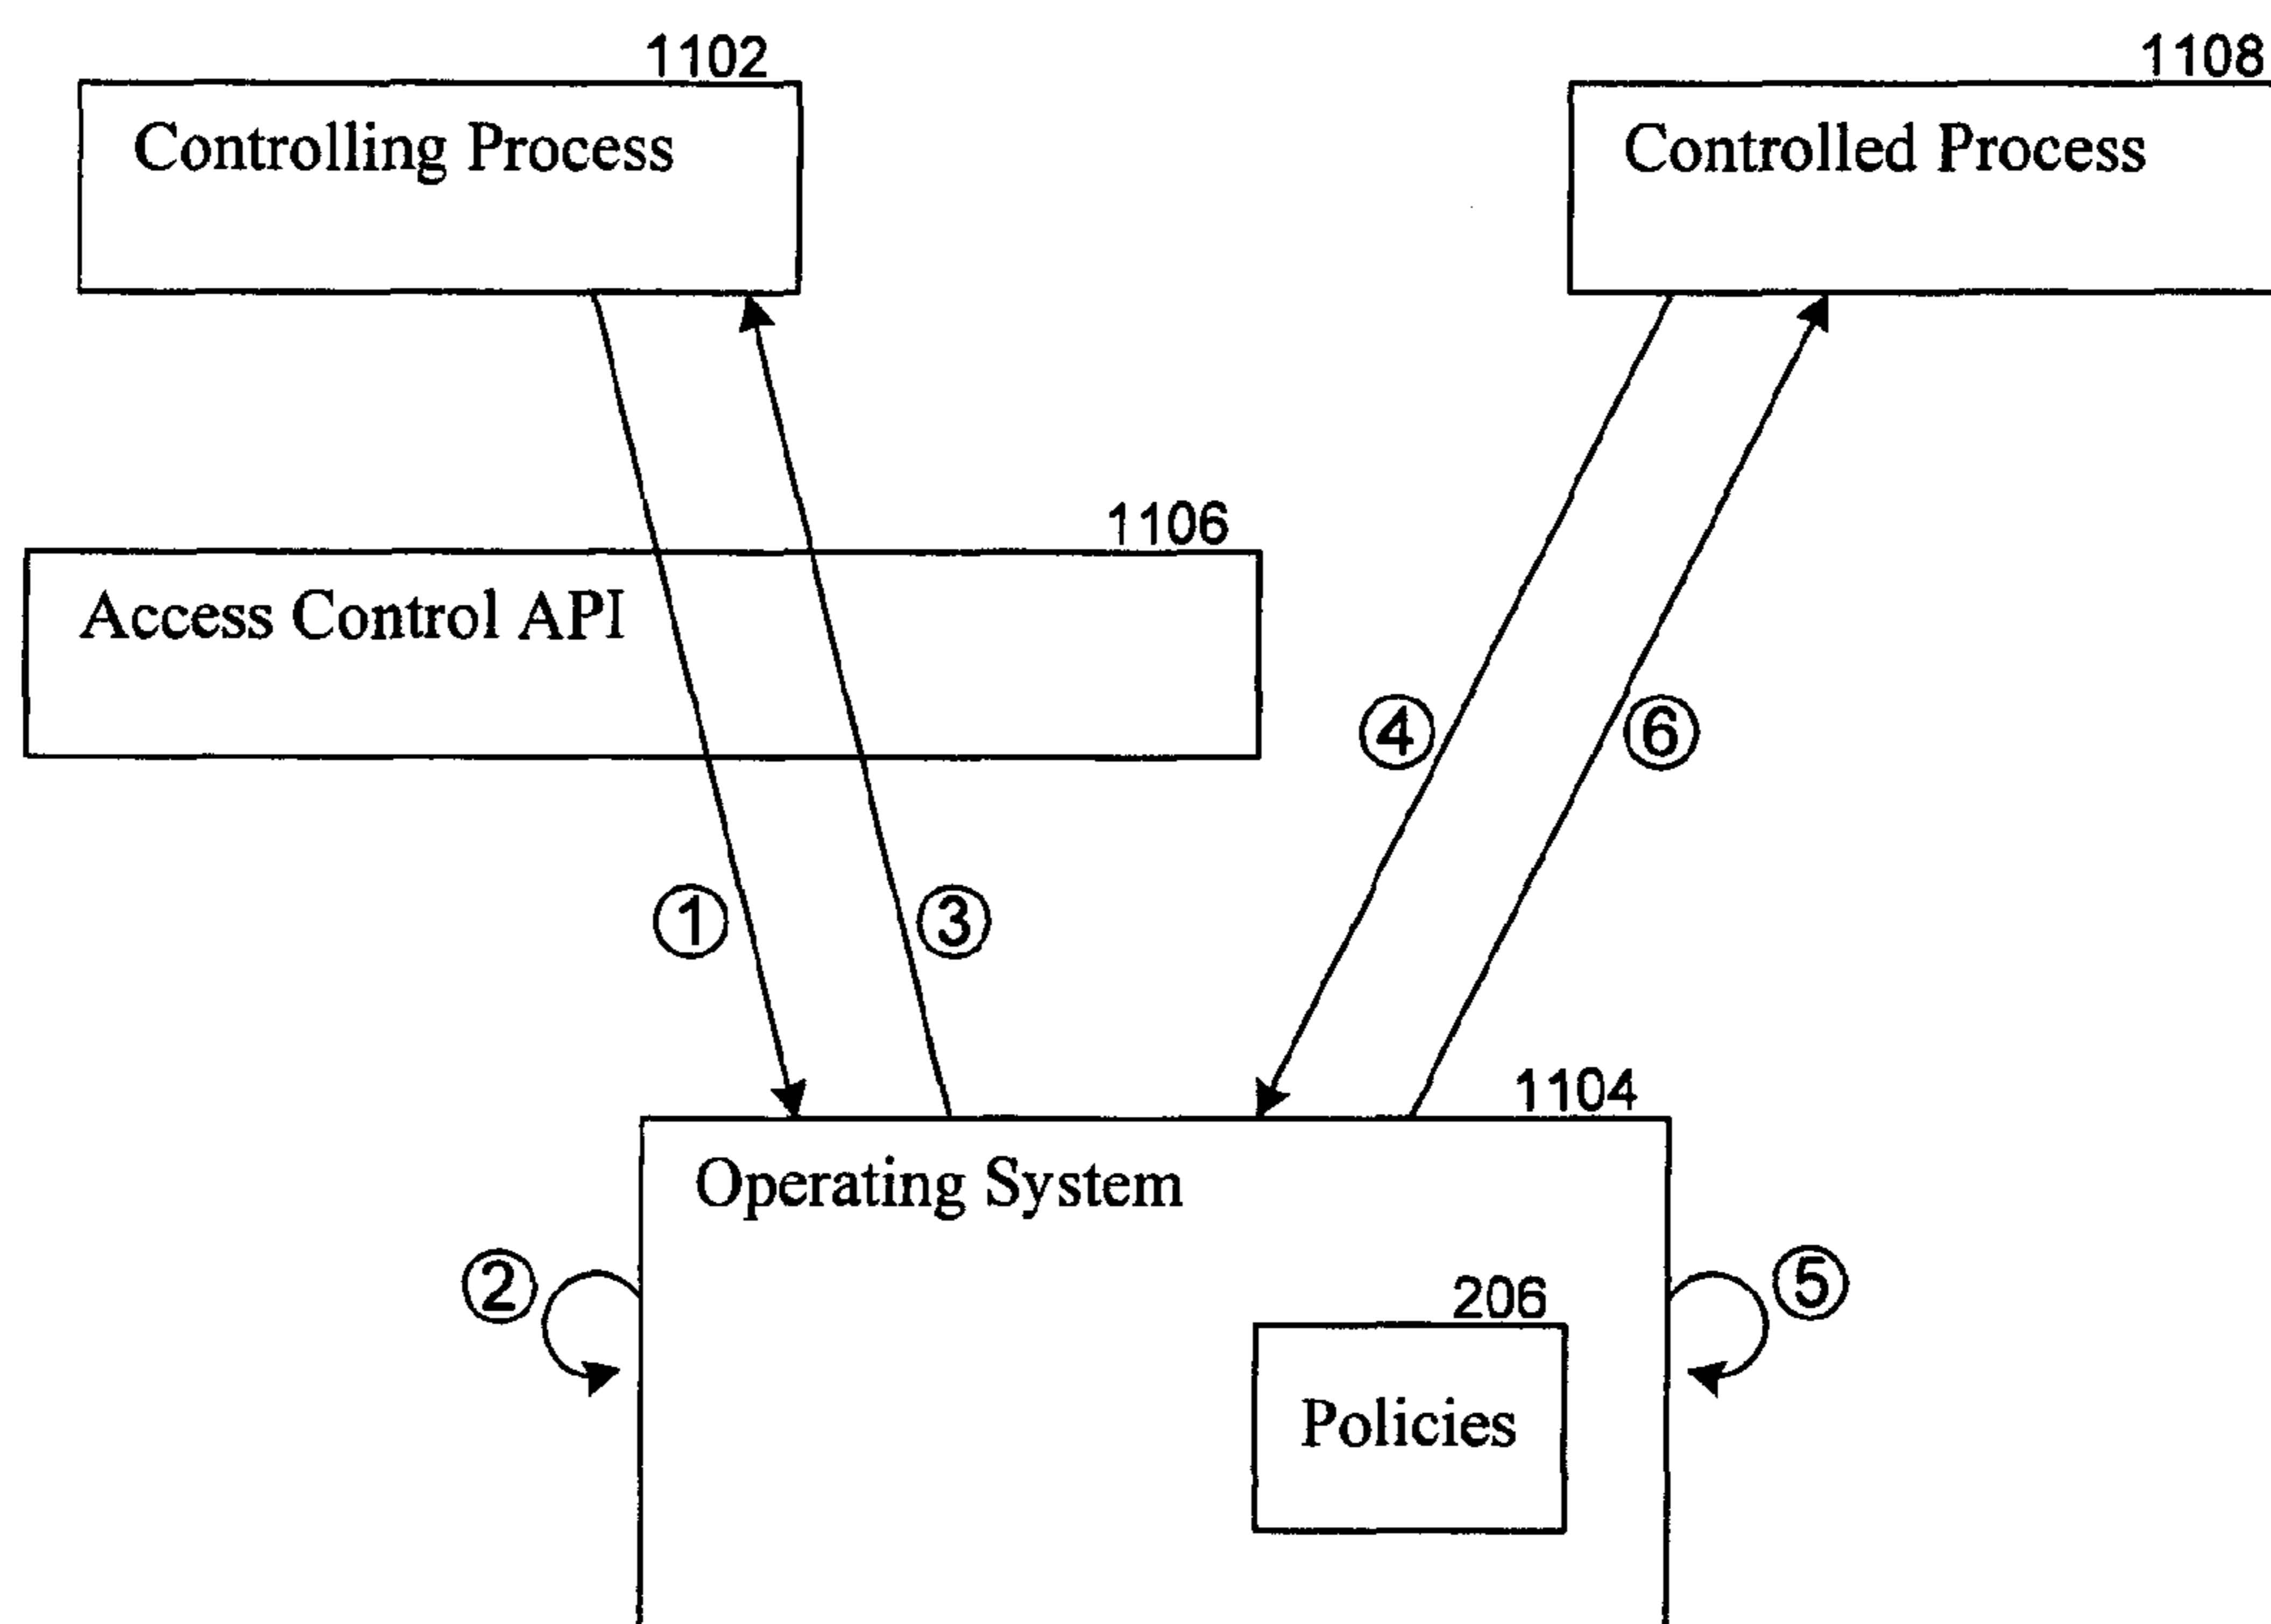 1102
Controlling Process
1108
Controlled Process
1106
Access Control API
4
6
1
3
1104
Operating System
2
5
206
Policies